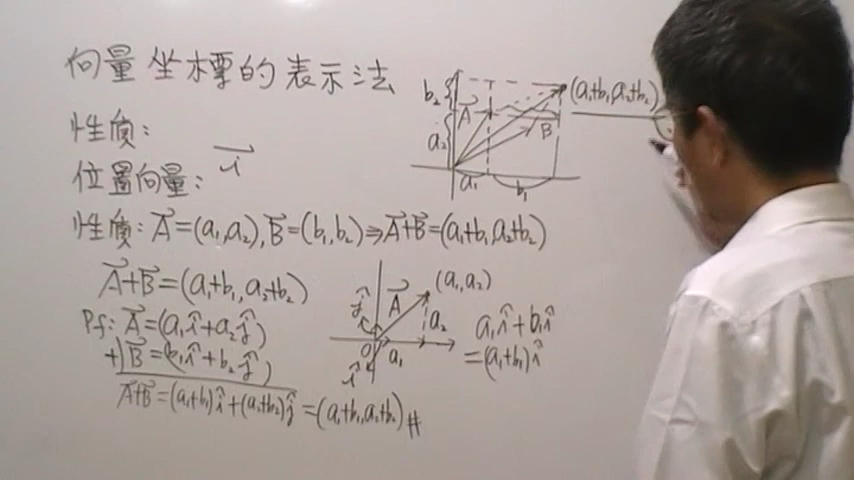 向量坐標的表示法
性质:
位置向量: i
性质: A=(a₁,a₂), B=(b₁,b₂)⇒A+B=(a₁+b₁,a₂+b₂)
A+B=(a₁+b₁,a₂+b₂)
Pf: A=(a₁î+a₂ĵ)
+) B=(b₁î+b₂ĵ)
A+B=(a₁+b₁)î+(a₂+b₂)ĵ=(a₁+b₁,a₂+b₂)#
b₂
a₂
A
B
a₁
b₁
(a₁+b₁,a₂+b₂)
(a₁,a₂)
A
ĵ
a₂
O
a₁
î
a₁î+b₁î
=(a₁+b₁)î